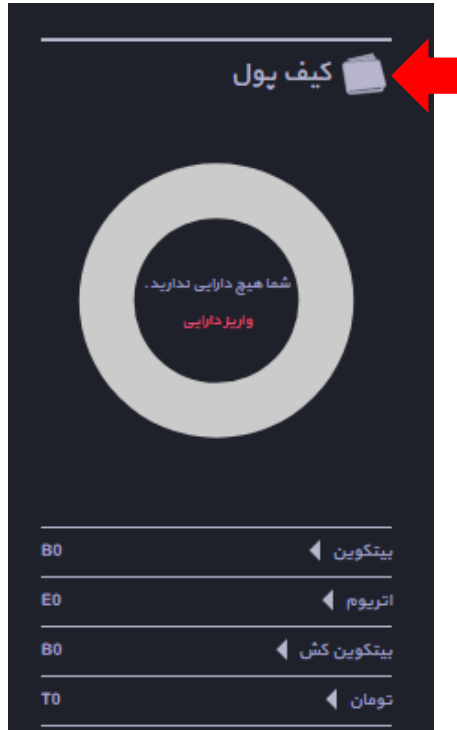 کیف پول
شما هیچ دارایی ندارید.
واریز دارایی
بیتکوین B0
اتریوم E0
بیتکوین کش B0
تومان T0